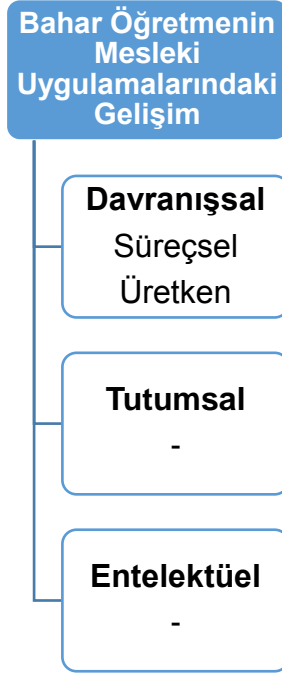 Bahar Öğretmenin
Mesleki
Uygulamalarındaki
Gelişim
Davranışsal
Süreçsel
Üretken
Tutumsal
-
Entelektüel
-